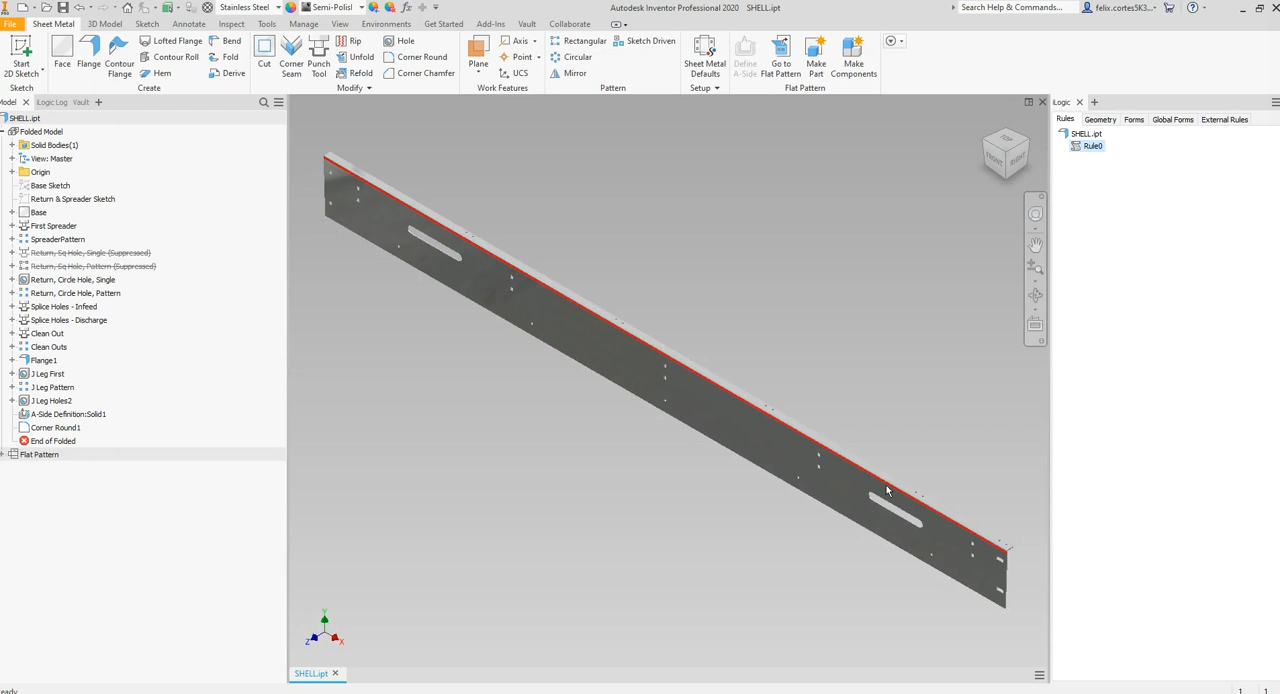 Stainless Steel
Semi-Polisl
Autodesk Inventor Professional 2020 SHELL.ipt
Search Help & Commands...
felix.cortes5K3...
File
Sheet Metal
3D Model
Sketch
Annotate
Inspect
Tools
Manage
View
Environments
Get Started
Add-Ins
Vault
Collaborate
Start
2D Sketch
Sketch
Face
Flange
Contour
Flange
Lofted Flange
Contour Roll
Hem
Bend
Fold
Derive
Create
Cut
Corner
Seam
Punch
Tool
Rip
Unfold
Refold
Hole
Corner Round
Corner Chamfer
Modify
Plane
Axis
Point
UCS
Work Features
Rectangular
Circular
Mirror
Sketch Driven
Pattern
Sheet Metal
Defaults
Setup
Define
A-Side
Go to
Flat Pattern
Make
Part
Make
Components
Flat Pattern
Model
iLogic Log
Vault
SHELL.ipt
Folded Model
Solid Bodies(1)
View: Master
Origin
Base Sketch
Return & Spreader Sketch
Base
First Spreader
SpreaderPattern
Return, Sq Hole, Single (Suppressed)
Return, Sq Hole, Pattern (Suppressed)
Return, Circle Hole, Single
Return, Circle Hole, Pattern
Splice Holes - Infeed
Splice Holes - Discharge
Clean Out
Clean Outs
Flange1
J Leg First
J Leg Pattern
J Leg Holes2
A-Side Definition:Solid1
Corner Round1
End of Folded
Flat Pattern
TOP
FRONT
RIGHT
Y
Z
X
SHELL.ipt
iLogic
Rules
Geometry
Forms
Global Forms
External Rules
SHELL.ipt
Rule0
eady
1
1